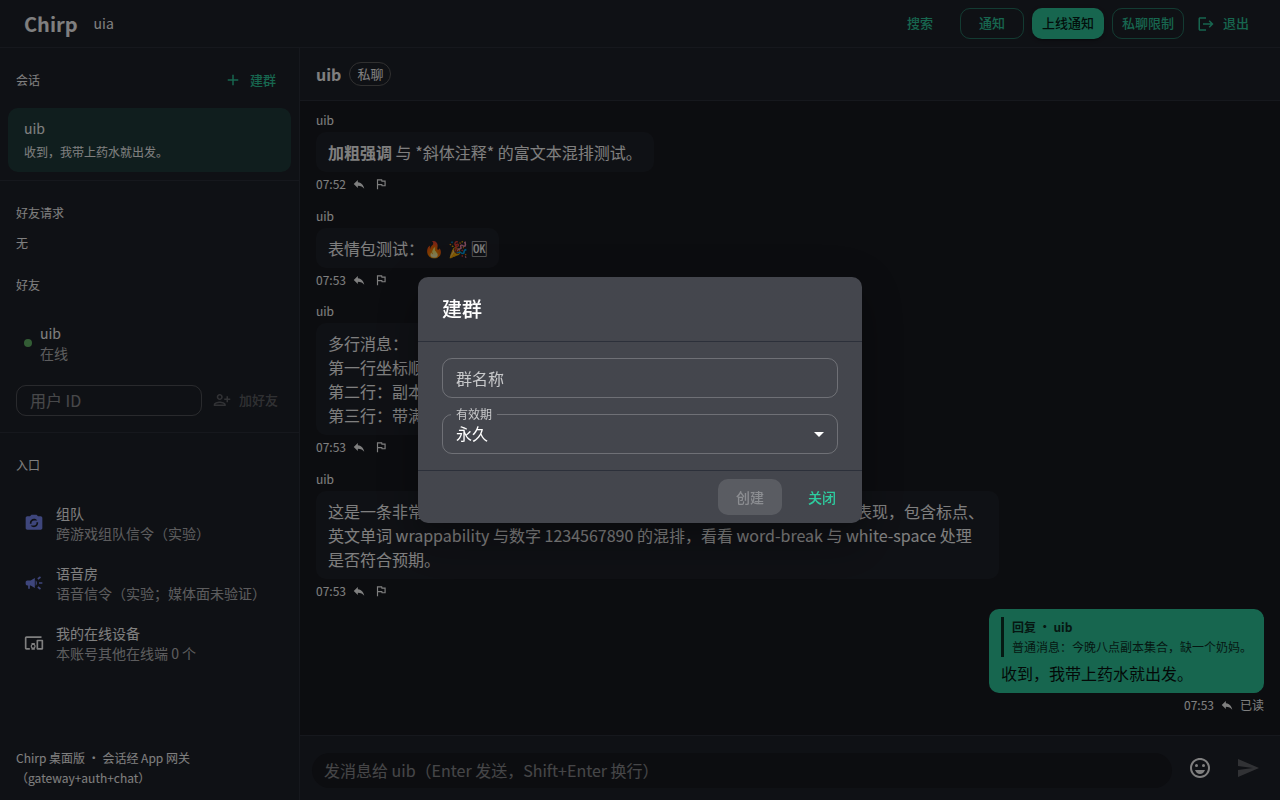 Chirp uia 搜索 通知 上线通知 私聊限制 退出
会话 建群
uib
收到，我带上药水就出发。
好友请求
无
好友
uib
在线
用户 ID 加好友
入口
组队
跨游戏组队信令（实验）
语音房
语音信令（实验；媒体面未验证）
我的在线设备
本账号其他在线端 0 个
Chirp 桌面版 · 会话经 App 网关
（gateway+auth+chat）
uib 私聊
uib
加粗强调 与 *斜体注释* 的富文本混排测试。
07:52
uib
表情包测试：🔥 🎉 🆗
07:53
uib
多行消息：
第一行坐标顺
第二行：副本
第三行：带满
07:53
uib
这是一条非常 表现，包含标点、
英文单词 wrappability 与数字 1234567890 的混排，看看 word-break 与 white-space 处理
是否符合预期。
07:53
回复 · uib
普通消息：今晚八点副本集合，缺一个奶妈。
收到，我带上药水就出发。
07:53 已读
发消息给 uib（Enter 发送，Shift+Enter 换行）
建群
群名称
有效期
永久
创建 关闭